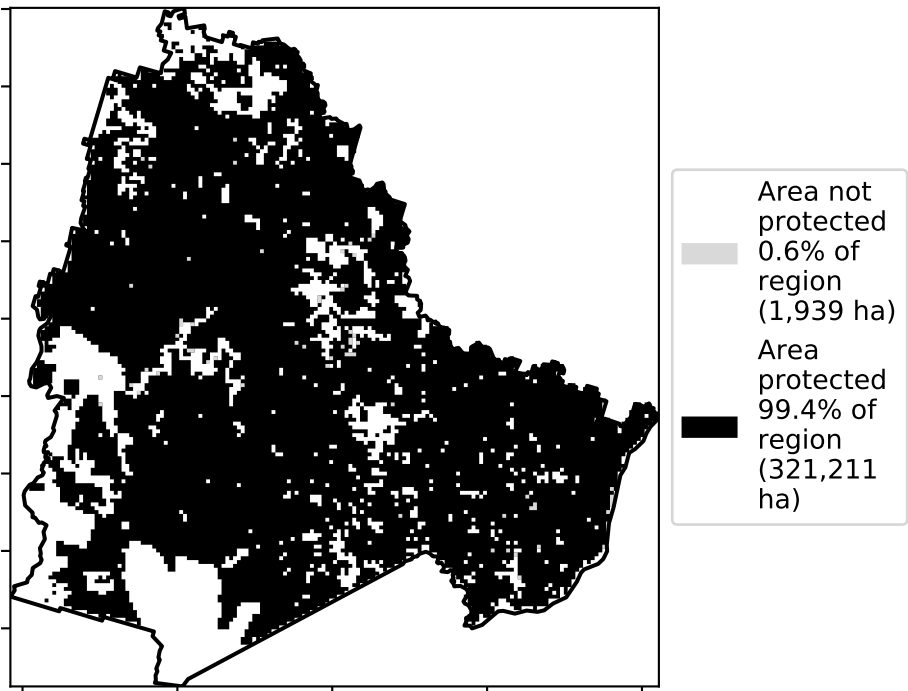 Area not
protected
0.6% of
region
(1,939 ha)
Area
protected
99.4% of
region
(321,211
ha)